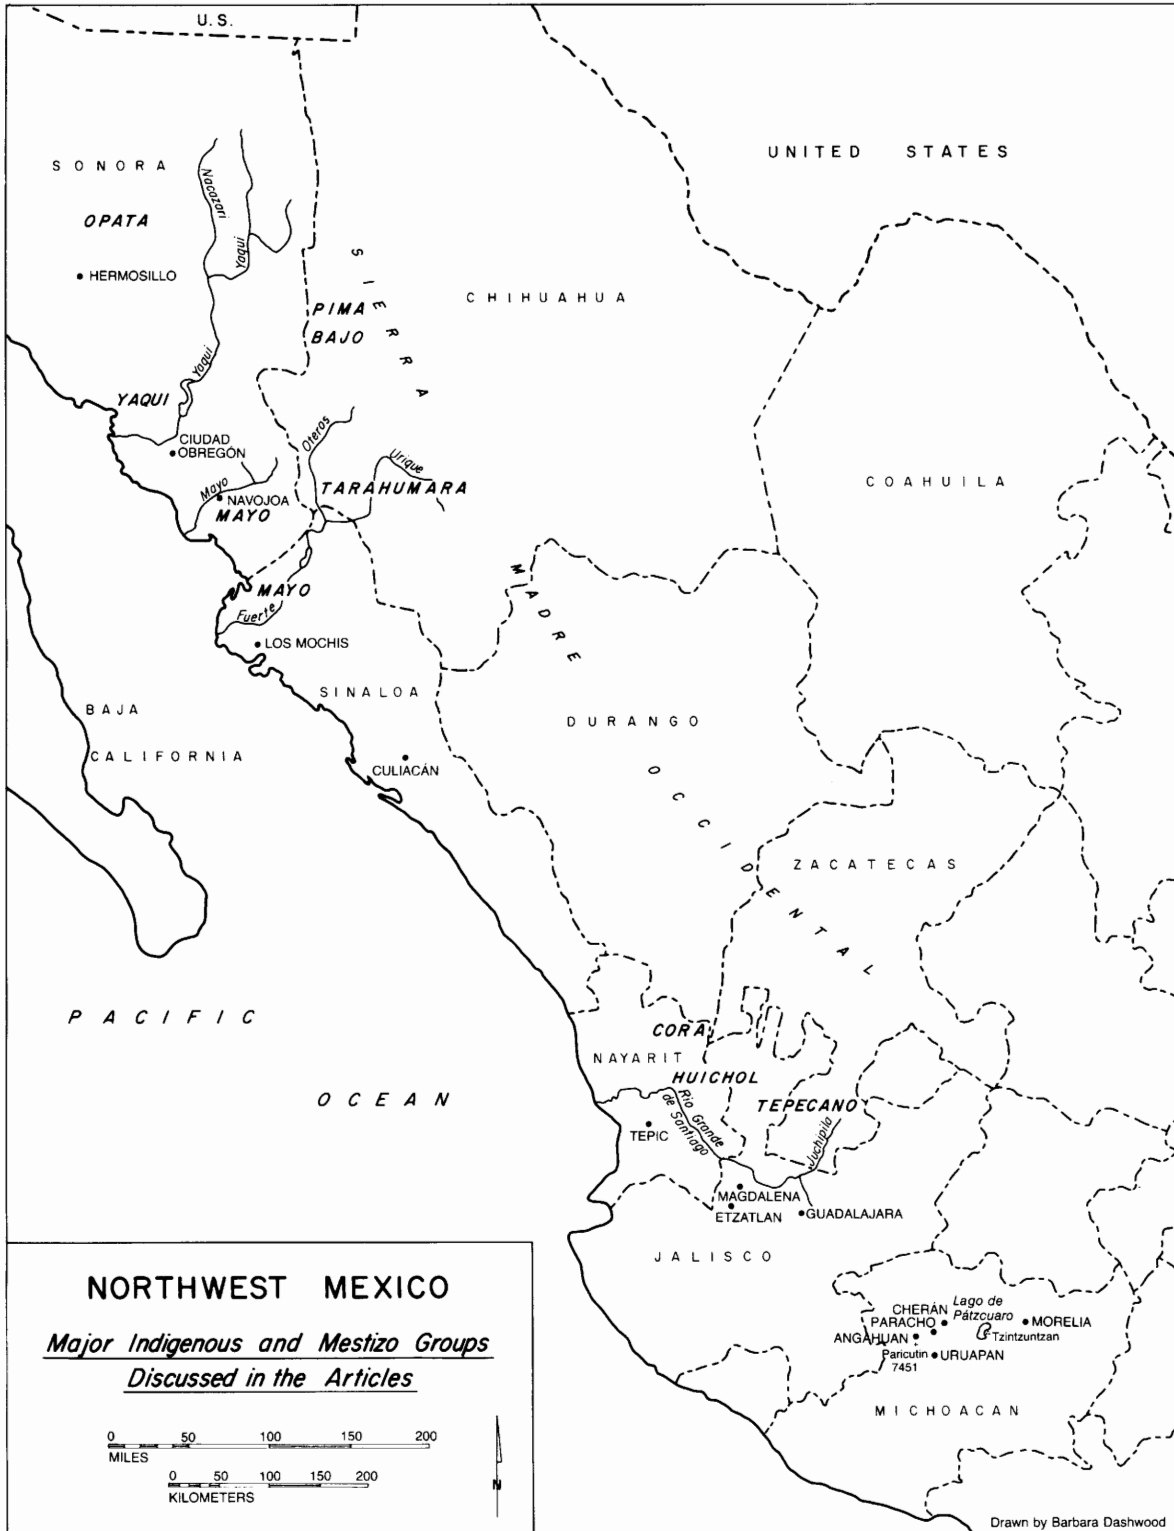 U.S.
UNITED STATES
SONORA
Nacazari
OPATA
Yaqui
HERMOSILLO
SIERRA
CHIHUAHUA
PIMA
BAJO
Yaqui
YAQUI
Oteros
CIUDAD
OBREGÓN
Urique
COAHUILA
Mayo
NAVOJOA
TARAHUMARA
MAYO
MADRE
MAYO
Fuerte
LOS MOCHIS
SINALOA
BAJA
CALIFORNIA
DURANGO
CULIACÁN
OCCIDENTAL
ZACATECAS
PACIFIC
OCEAN
CORA
NAYARIT
HUICHOL
TEPECANO
Rio Grande
de Santiago
Juchipila
TEPIC
MAGDALENA
ETZATLAN
GUADALAJARA
JALISCO
CHERÁN
Lago de
Pátzcuaro
PARACHO
MORELIA
ANGAHUAN
Tzintzuntzan
Paricutin
7451
URUAPAN
MICHOACAN
NORTHWEST MEXICO
Major Indigenous and Mestizo Groups
Discussed in the Articles
0 50 100 150 200
MILES
0 50 100 150 200
KILOMETERS
N
Drawn by Barbara Dashwood